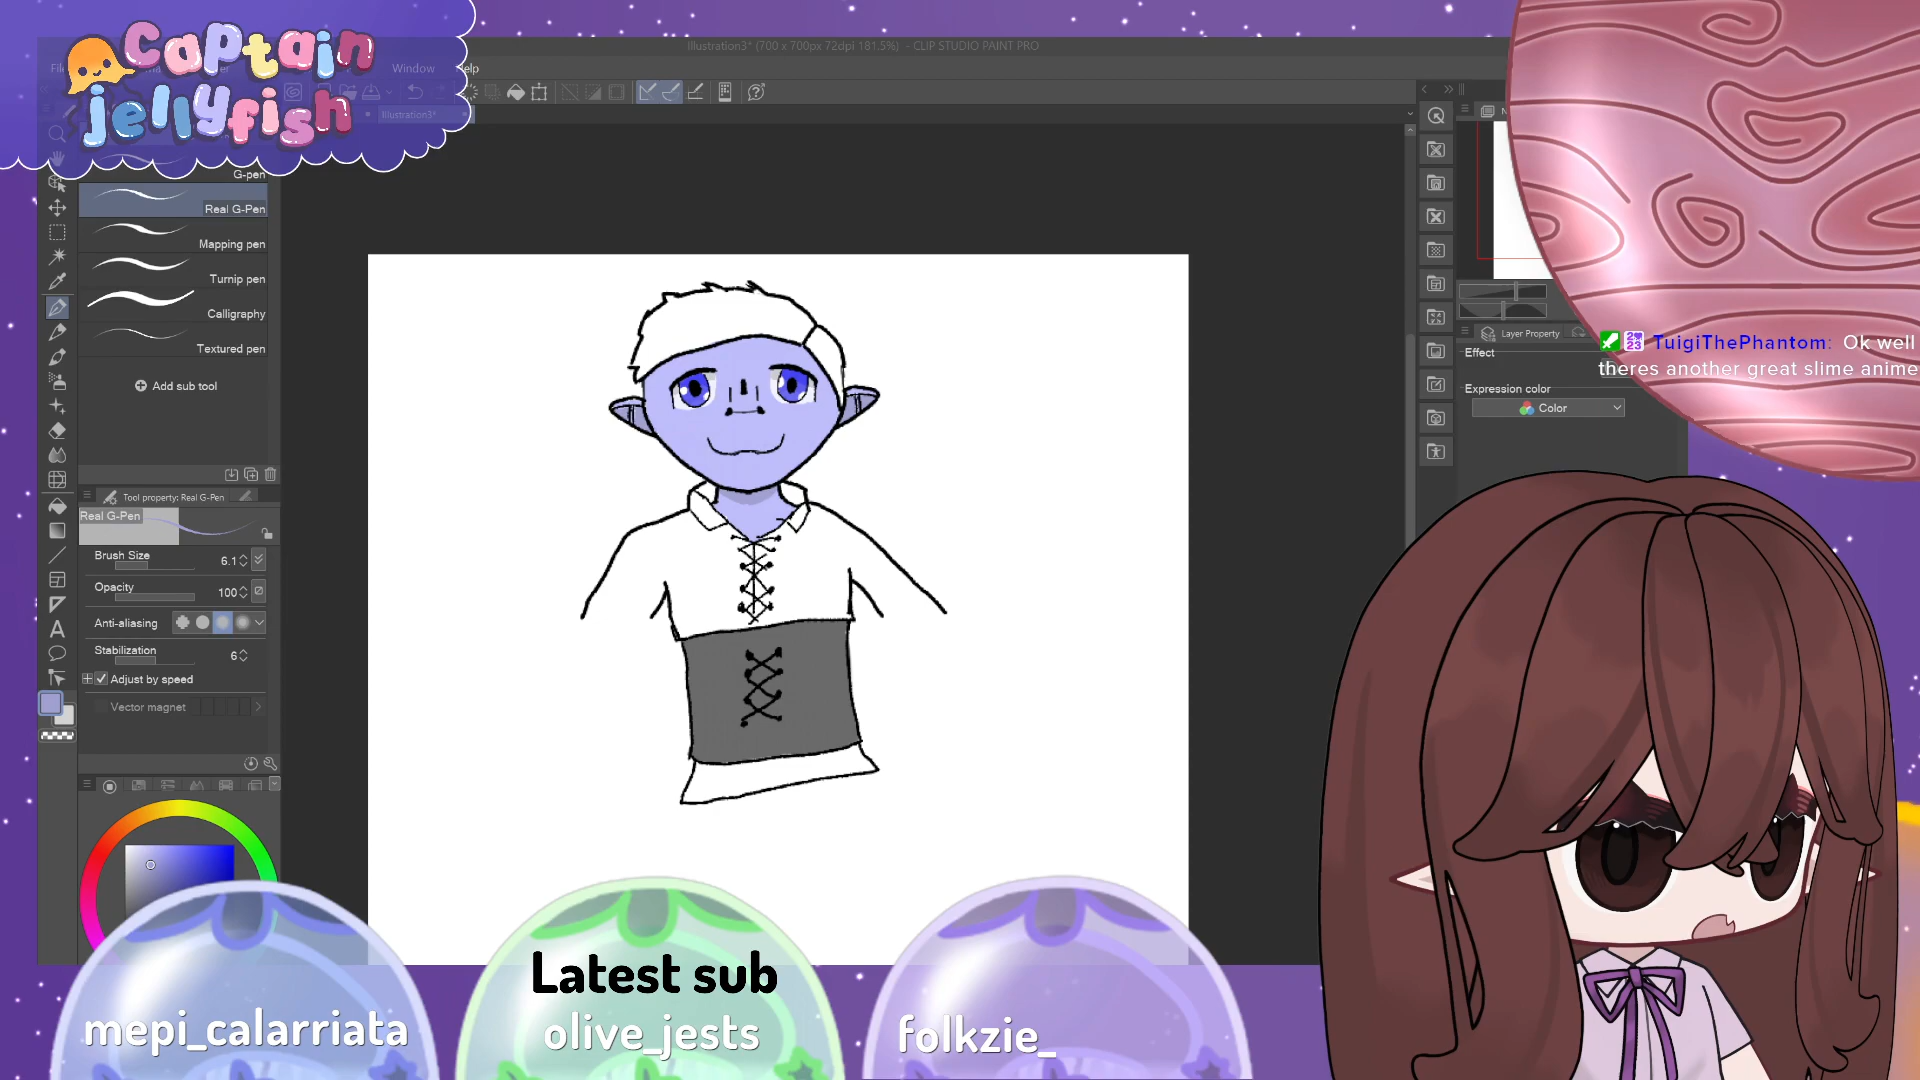 Captain
Jellyfish
Illustration3* (700 x 700px 72dpi 181.5%) - CLIP STUDIO PAINT PRO
Window
Help
Illustration3*
G-pen
Real G-Pen
Mapping pen
Turnip pen
Calligraphy
Textured pen
Add sub tool
Tool property: Real G-Pen
Real G-Pen
Brush Size 6.1
Opacity 100
Anti-aliasing
Stabilization 6
Adjust by speed
Vector magnet
Layer Property
Effect
Expression color
Color
TuigiThePhantom: Ok well
theres another great slime anime
mepi_calarriata
Latest sub
olive_jests
folkzie_